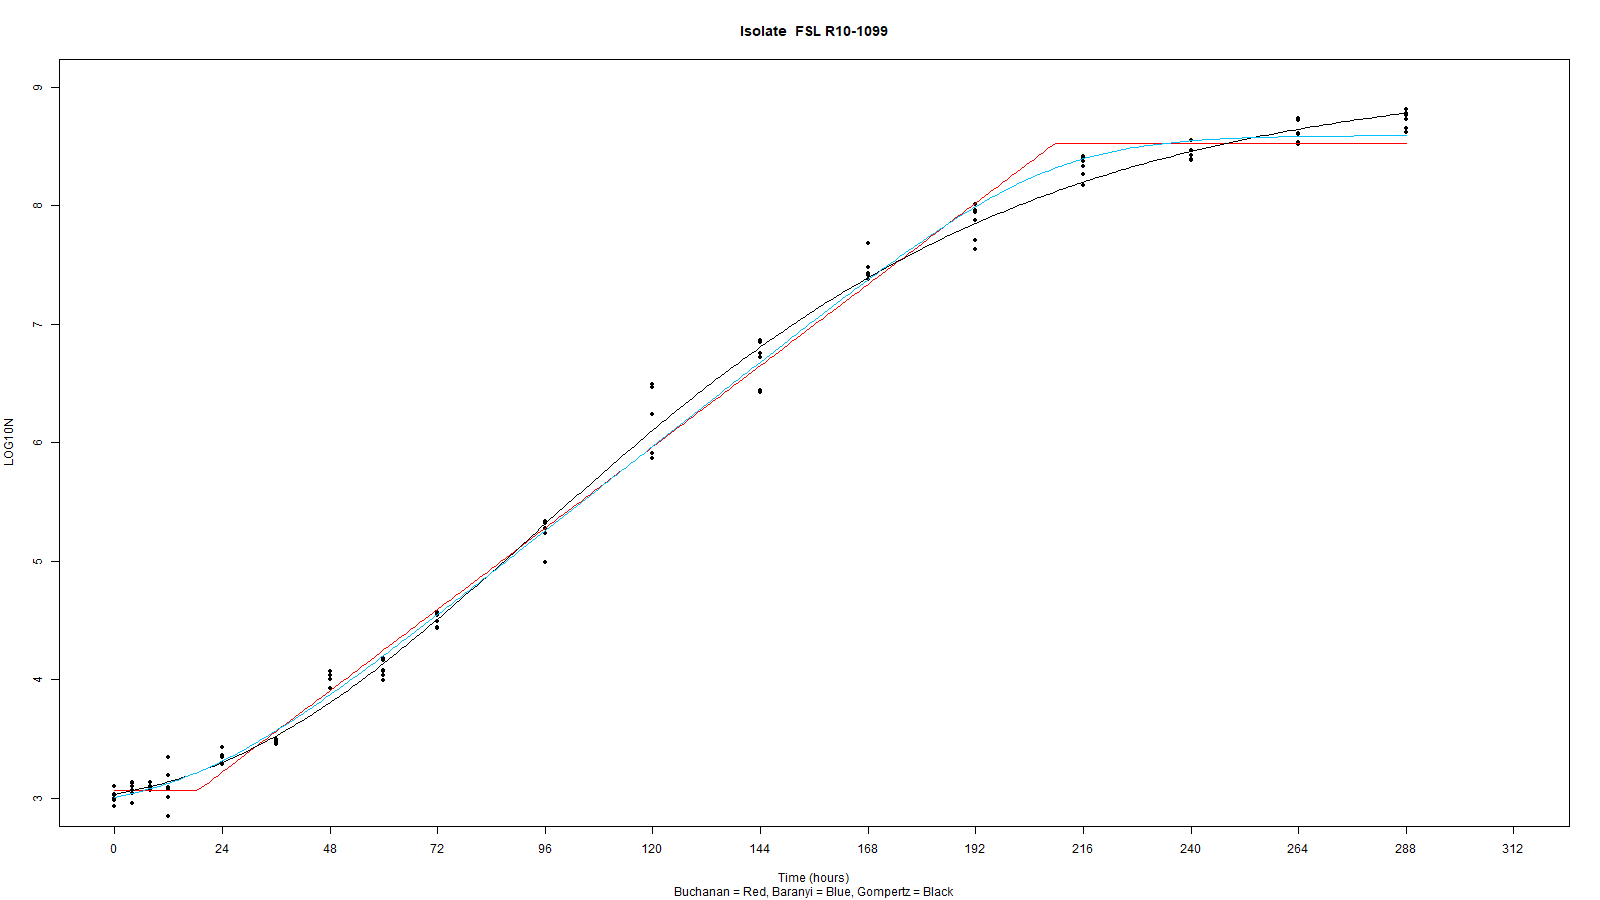 Isolate  FSL R10-1099
LOG10N
9
8
7
6
5
4
3
0 24 48 72 96 120 144 168 192 216 240 264 288 312
Time (hours)
Buchanan = Red, Baranyi = Blue, Gompertz = Black